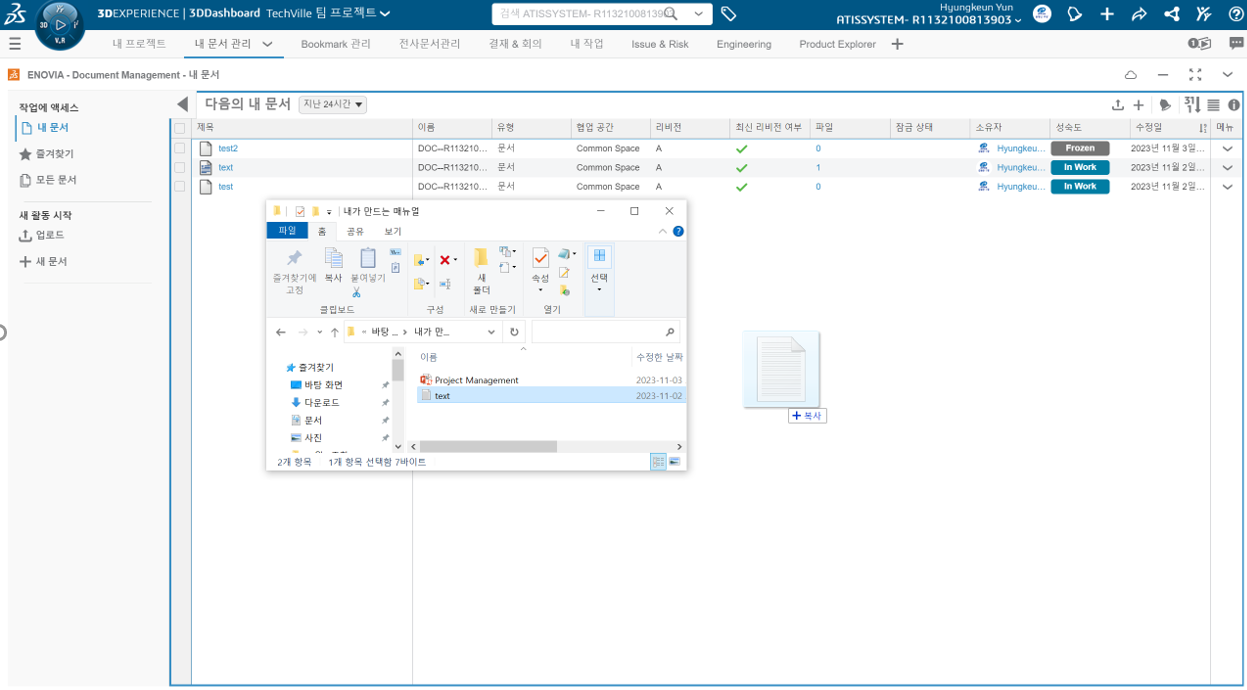 3DEXPERIENCE | 3DDashboard TechVille 팀 프로젝트
검색 ATISSYSTEM- R1132100813903
Hyungkeun Yun
ATISSYSTEM- R1132100813903
3D
V,R
내 프로젝트 내 문서 관리 Bookmark 관리 전사문서관리 결재 & 회의 내 작업 Issue & Risk Engineering Product Explorer
ENOVIA - Document Management - 내 문서
작업에 액세스
내 문서
즐겨찾기
모든 문서
새 활동 시작
업로드
새 문서
다음의 내 문서 지난 24시간
제목 이름 유형 협업 공간 리비전 최신 리비전 여부 파일 잠금 상태 소유자 성숙도 수정일 메뉴
test2 DOC--R113210... 문서 Common Space A 0 Hyungkeu... Frozen 2023년 11월 3일...
text DOC--R113210... 문서 Common Space A 1 Hyungkeu... In Work 2023년 11월 2일...
test DOC--R113210... 문서 Common Space A 0 Hyungkeu... In Work 2023년 11월 2일...
내가 만드는 매뉴얼
파일 홈 공유 보기
즐겨찾기에 고정
복사
붙여넣기
새 폴더
속성
선택
클립보드 구성 새로 만들기 열기
« 바탕 ... › 내가 만...
이름 수정한 날짜
즐겨찾기
바탕 화면
다운로드
문서
사진
Project Management 2023-11-03
text 2023-11-02
2개 항목 1개 항목 선택함 7바이트
+ 복사